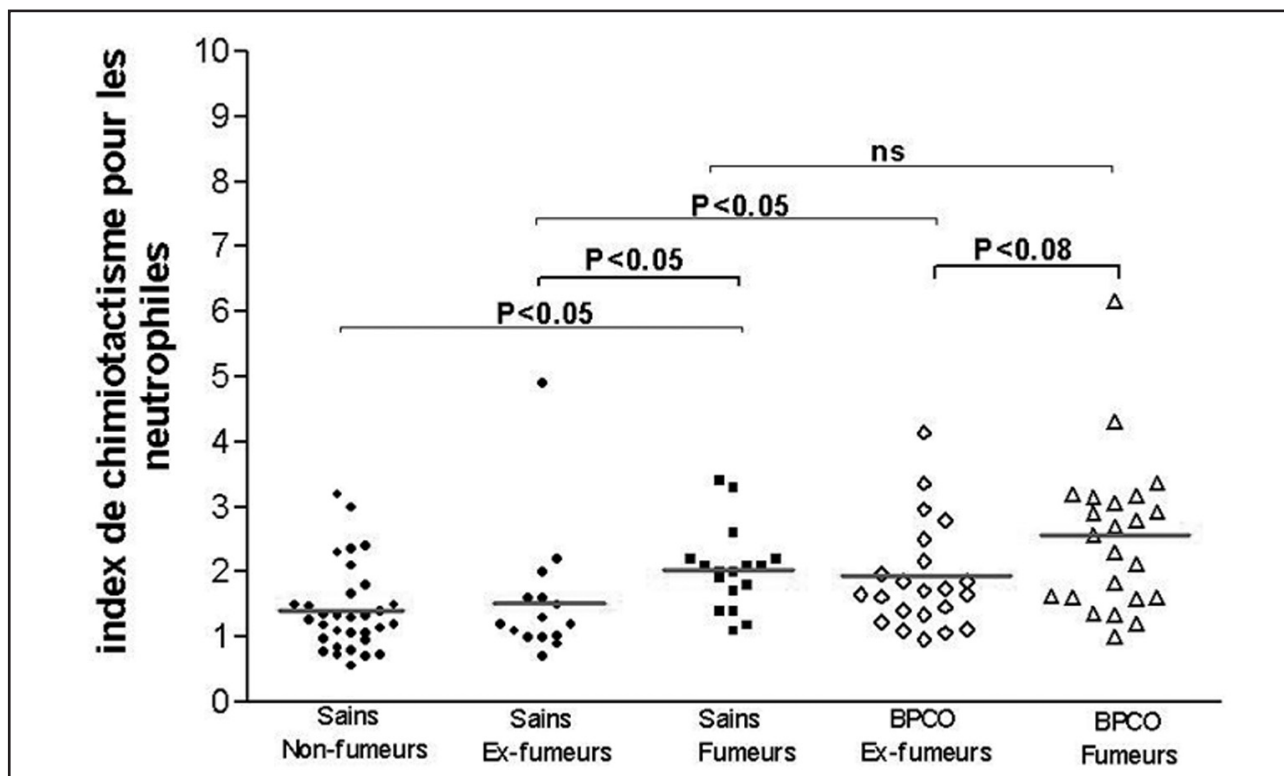 index de chimiotactisme pour les
neutrophiles
10
9
8
7
6
5
4
3
2
1
0
ns
P<0.05
P<0.08
P<0.05
P<0.05
Sains
Non-fumeurs
Sains
Ex-fumeurs
Sains
Fumeurs
BPCO
Ex-fumeurs
BPCO
Fumeurs